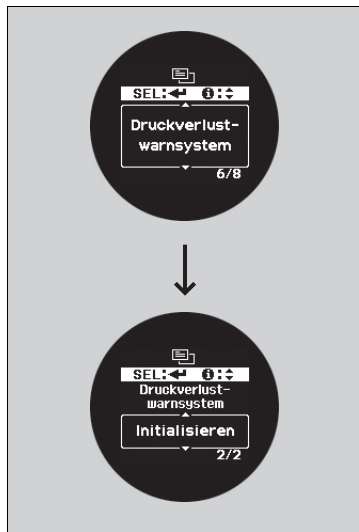 SEL:↵ i:⬍
Druckverlust-
warnsystem
6/8
SEL:↵ i:⬍
Druckverlust-
warnsystem
Initialisieren
2/2